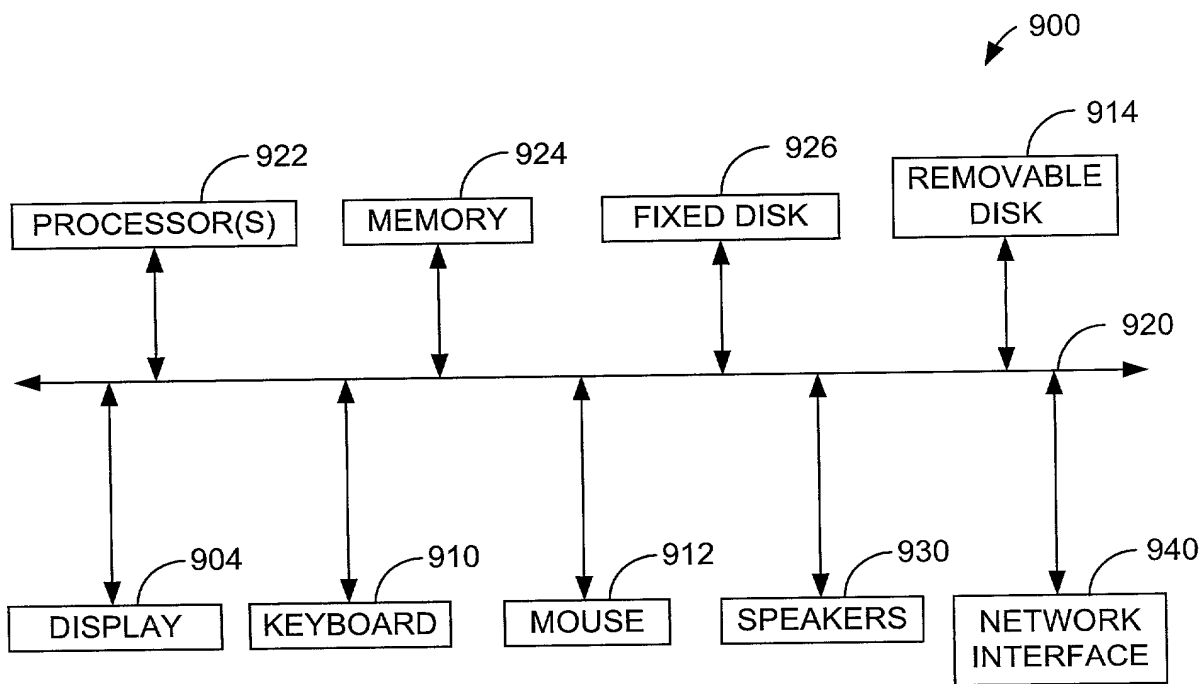 900
922
924
926
914
PROCESSOR(S)
MEMORY
FIXED DISK
REMOVABLE
DISK
920
904
910
912
930
940
DISPLAY
KEYBOARD
MOUSE
SPEAKERS
NETWORK
INTERFACE